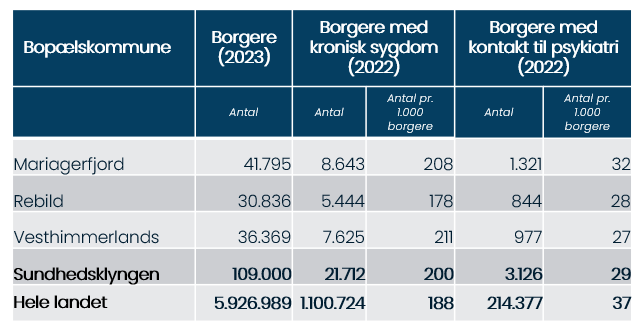 Bopælskommune Borgere (2023) Borgere med kronisk sygdom (2022) Borgere med kontakt til psykiatri (2022)
Antal Antal Antal pr. 1.000 borgere Antal Antal pr. 1.000 borgere
Mariagerfjord 41.795 8.643 208 1.321 32
Rebild 30.836 5.444 178 844 28
Vesthimmerlands 36.369 7.625 211 977 27
Sundhedsklyngen 109.000 21.712 200 3.126 29
Hele landet 5.926.989 1.100.724 188 214.377 37